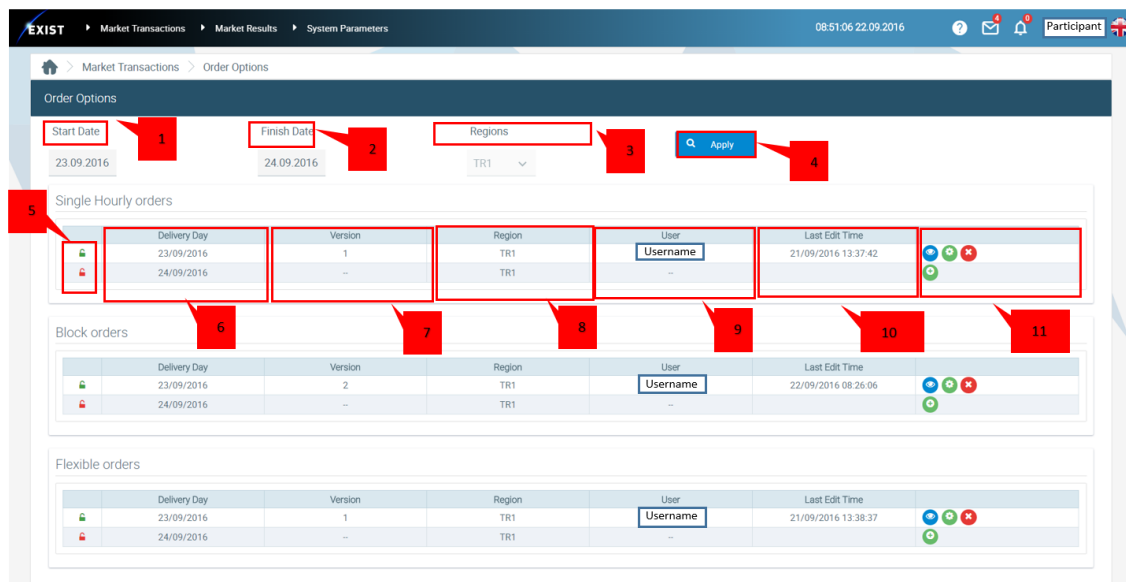 EXIST Market Transactions Market Results System Parameters 08:51:06 22.09.2016 ? 4 0 Participant
Market Transactions Order Options
Order Options
Start Date 1 Finish Date 2 Regions 3 Apply 4
23.09.2016 24.09.2016 TR1
Single Hourly orders
5
Delivery Day Version Region User Last Edit Time
23/09/2016 1 TR1 Username 21/09/2016 13:37:42
24/09/2016 -- TR1 --
6 7 8 9 10 11
Block orders
Delivery Day Version Region User Last Edit Time
23/09/2016 2 TR1 Username 22/09/2016 08:26:06
24/09/2016 -- TR1 --
Flexible orders
Delivery Day Version Region User Last Edit Time
23/09/2016 1 TR1 Username 21/09/2016 13:38:37
24/09/2016 -- TR1 --